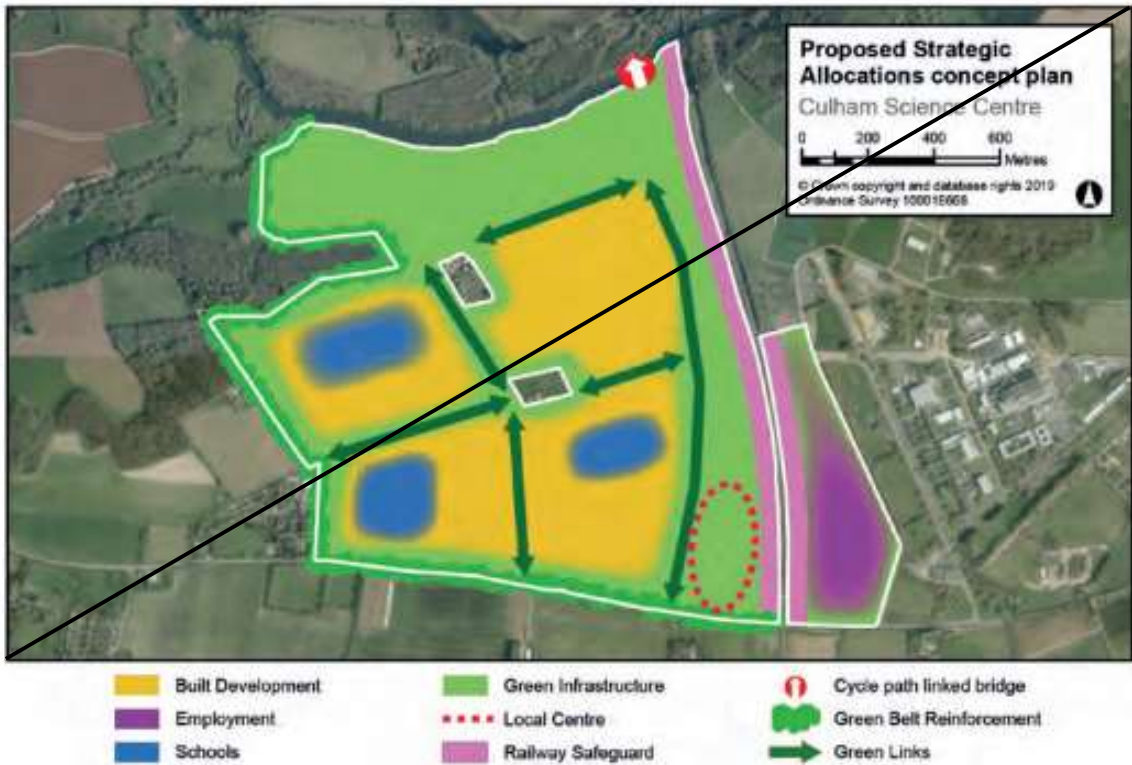 Proposed Strategic
Allocations concept plan
Culham Science Centre
0 200 400 600
Metres
© Crown copyright and database rights 2019
Ordnance Survey
Built Development
Employment
Schools
Green Infrastructure
Local Centre
Railway Safeguard
Cycle path linked bridge
Green Belt Reinforcement
Green Links